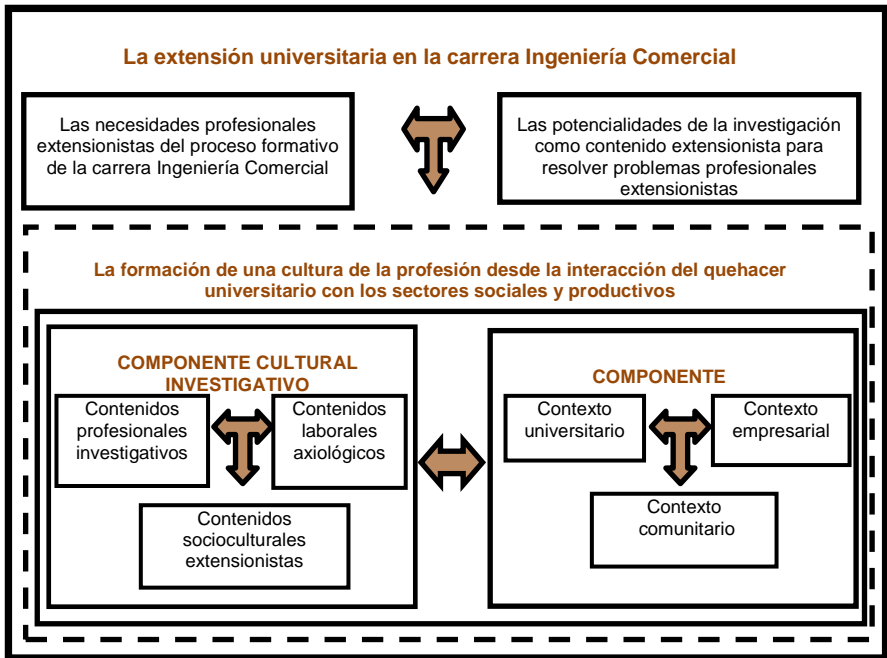 La extensión universitaria en la carrera Ingeniería Comercial
Las necesidades profesionales
extensionistas del proceso formativo
de la carrera Ingeniería Comercial
Las potencialidades de la investigación
como contenido extensionista para
resolver problemas profesionales
extensionistas
La formación de una cultura de la profesión desde la interacción del quehacer
universitario con los sectores sociales y productivos
COMPONENTE CULTURAL
INVESTIGATIVO
Contenidos
profesionales
investigativos
Contenidos
laborales
axiológicos
Contenidos
socioculturales
extensionistas
COMPONENTE
Contexto
universitario
Contexto
empresarial
Contexto
comunitario